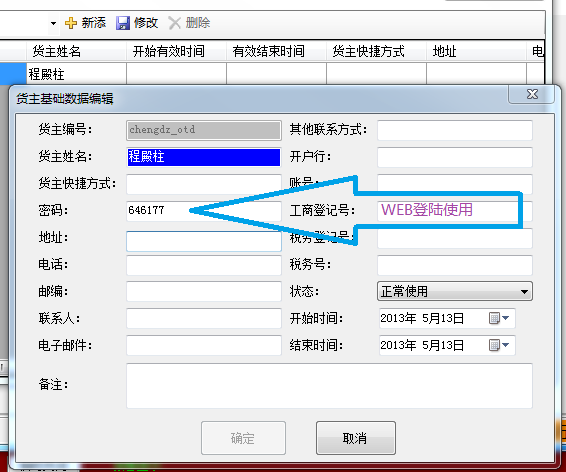 新添 修改 删除
货主姓名 开始有效时间 有效结束时间 货主快捷方式 地址 电
程殿柱
货主基础数据编辑
货主编号： chengdz_otd 其他联系方式：
货主姓名： 程殿柱 开户行：
货主快捷方式： 账号：
密码： 646177 工商登记号： WEB登陆使用
地址： 税务登记号：
电话： 税务号：
邮编： 状态： 正常使用
联系人： 开始时间： 2013年 5月13日
电子邮件： 结束时间： 2013年 5月13日
备注：
确定 取消